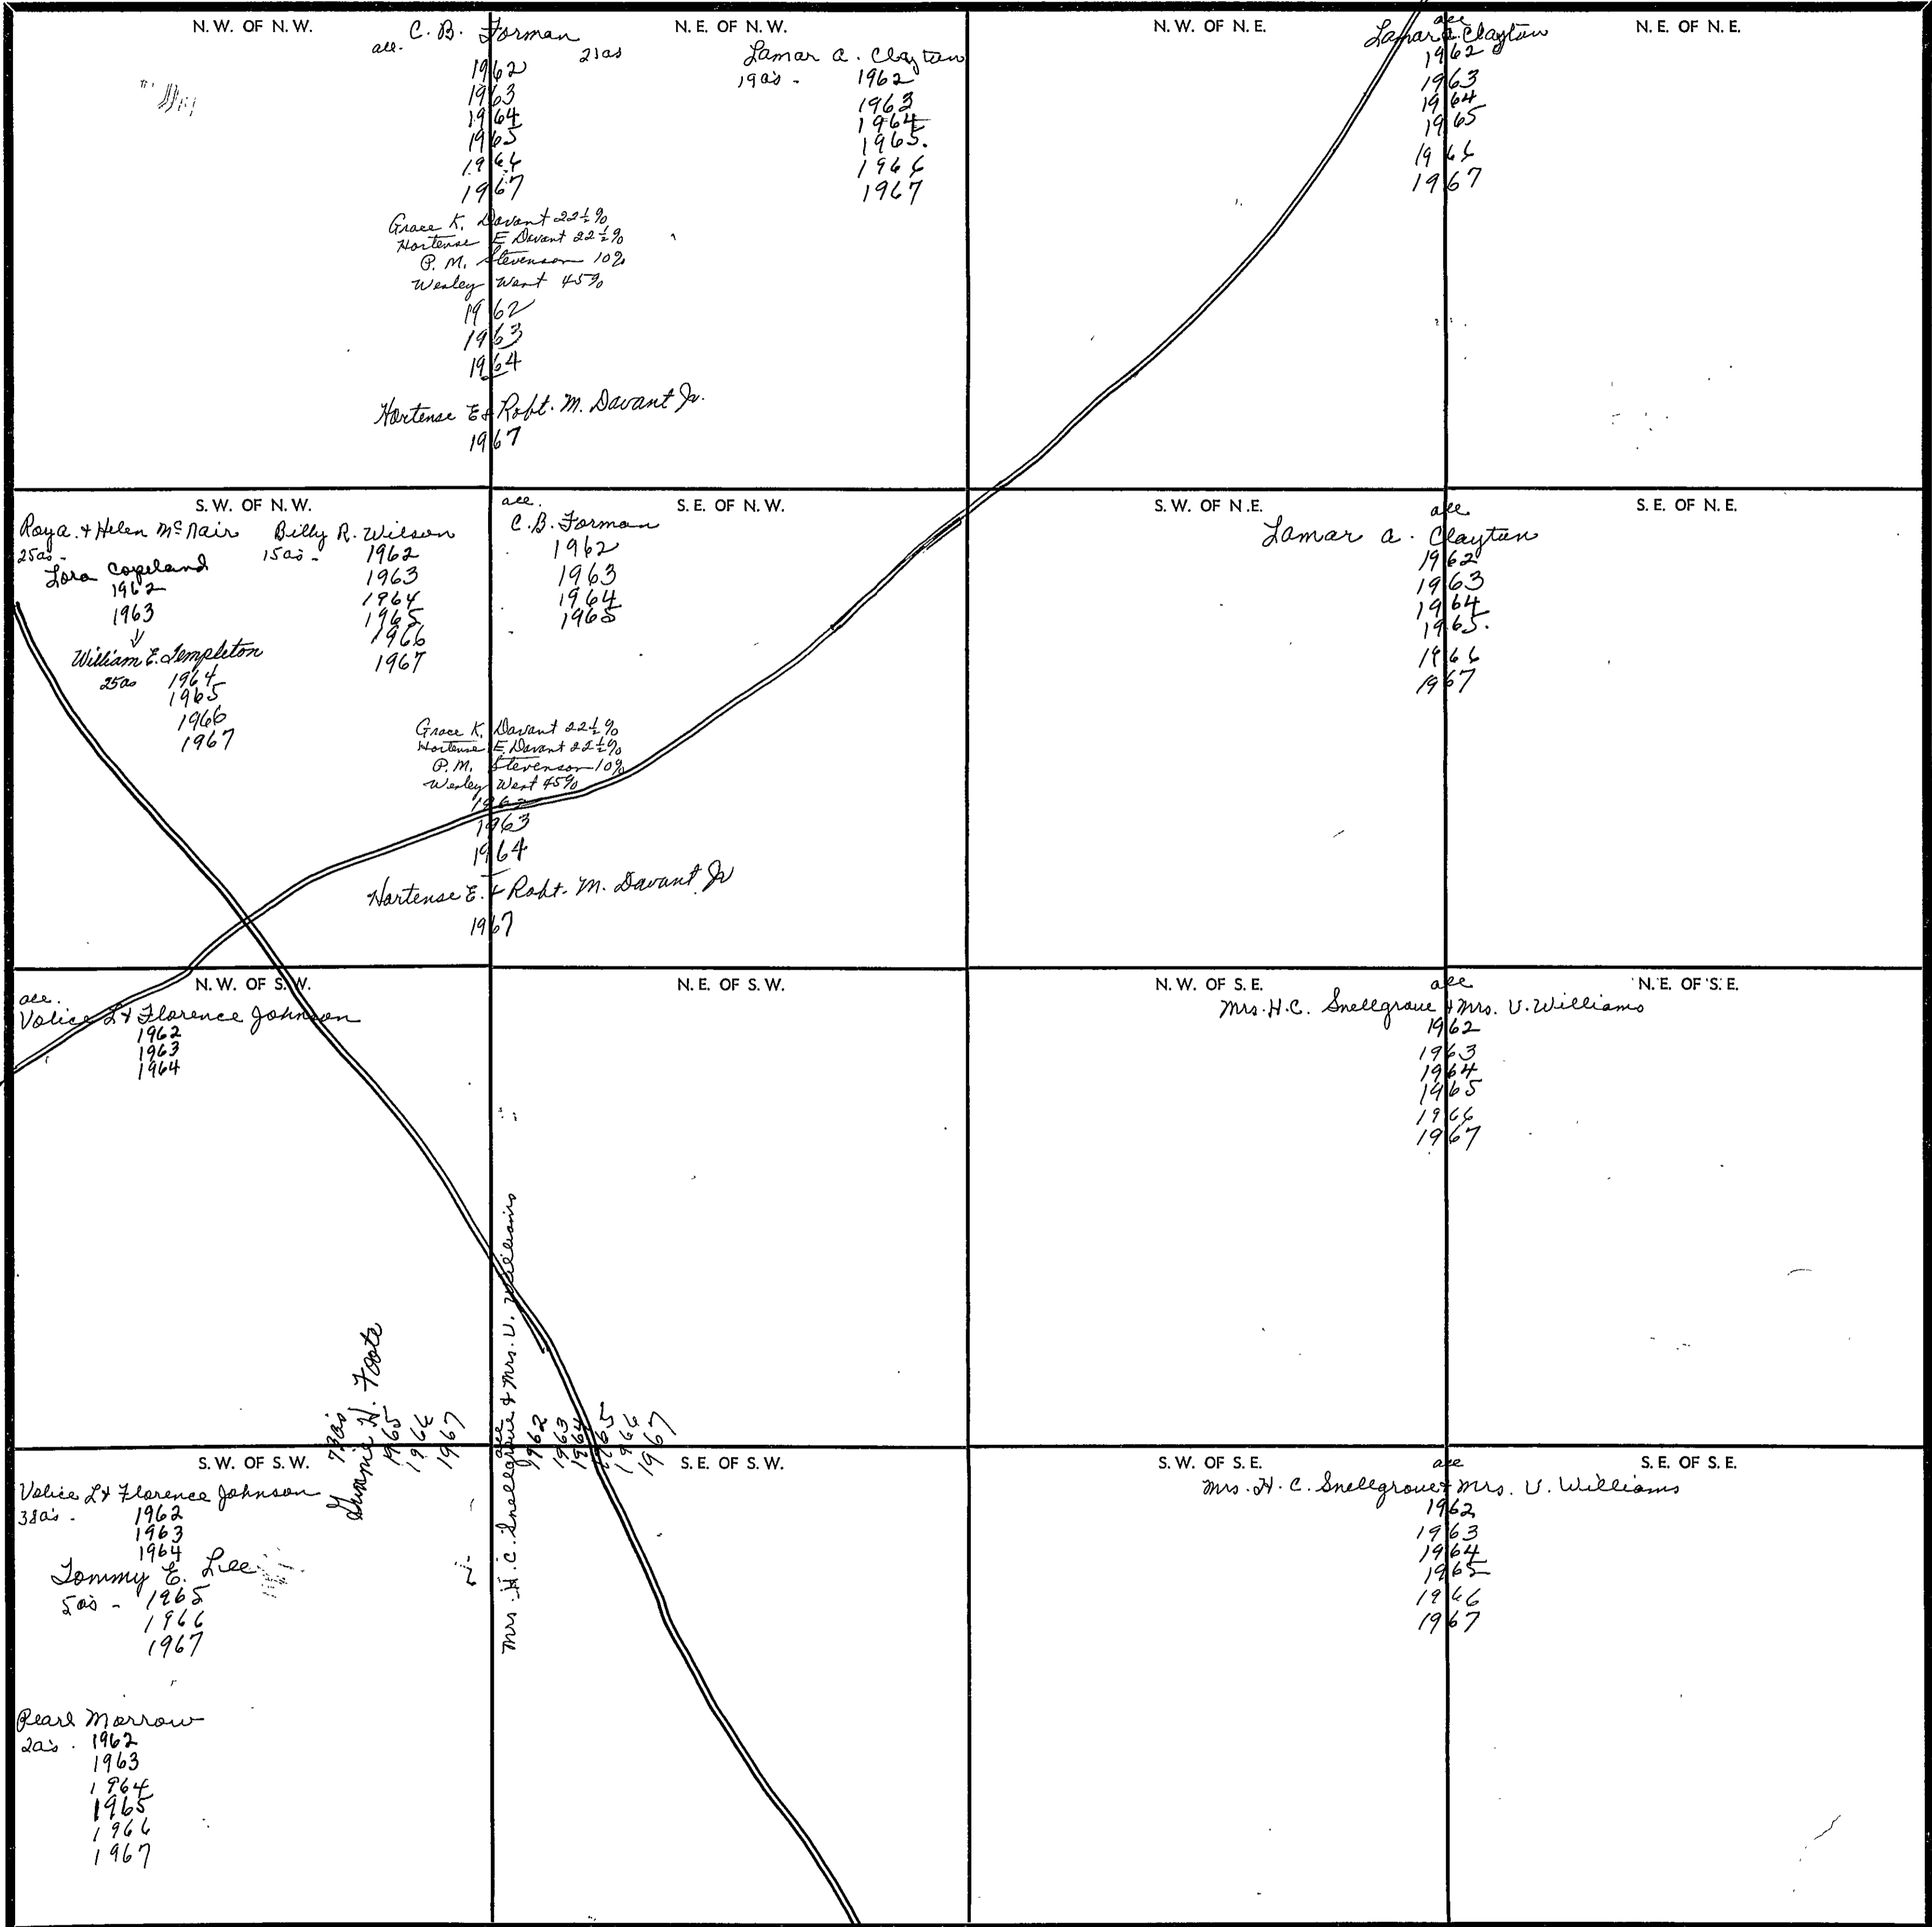 N.W. OF N.W.
all. C. B. Forman
21as
1962
1963
1964
1965
1966
1967
Grace K. Davant 22½%
Hortense E Davant 22½%
P. M. Stevenson 10%
Wesley West 45%
1962
1963
1964
Hortense E & Robt. M. Davant Jr.
1967
N.E. OF N.W.
Lamar A. Clayton
19as - 1962
1963
1964
1965.
1966
1967
N.W. OF N.E.
all
Lamar A. Clayton
1962
1963
1964
1965
1966
1967
N.E. OF N.E.
S.W. OF N.W.
Roy A. & Helen McNair
25as -
Lora Copeland
1962
1963
William E. Templeton
25as 1964
1965
1966
1967
Billy R. Wilson
15as - 1962
1963
1964
1965
1966
1967
all.
S.E. OF N.W.
C.B. Forman
1962
1963
1964
1965
Grace K. Davant 22½%
Hortense E. Davant 22½%
P.M. Stevenson 10%
Wesley West 45%
1962
1963
1964
Hortense E. & Robt. M. Davant Jr
1967
S.W. OF N.E.
all
Lamar A. Clayton
1962
1963
1964
1965.
1966
1967
S.E. OF N.E.
N.W. OF S.W.
all.
Volice L & Florence Johnson
1962
1963
1964
N.E. OF S.W.
N.W. OF S.E.
all
Mrs. H.C. Snellgrove & Mrs. U. Williams
1962
1963
1964
1965
1966
1967
N.E. OF S.E.
73as
H. Foote
1965
1966
1967
Mrs. H. C. Snellgrove & Mrs. U. Williams
all
1962
1963
1964
1965
1966
1967
S.W. OF S.W.
Volice L & Florence Johnson
38as. 1962
1963
1964
Tommy E. Lee
5as - 1965
1966
1967
Pearl Morrow
2as. 1962
1963
1964
1965
1966
1967
S.E. OF S.W.
S.W. OF S.E.
all
Mrs. H. C. Snellgrove & Mrs. U. Williams
1962
1963
1964
1965
1966
1967
S.E. OF S.E.